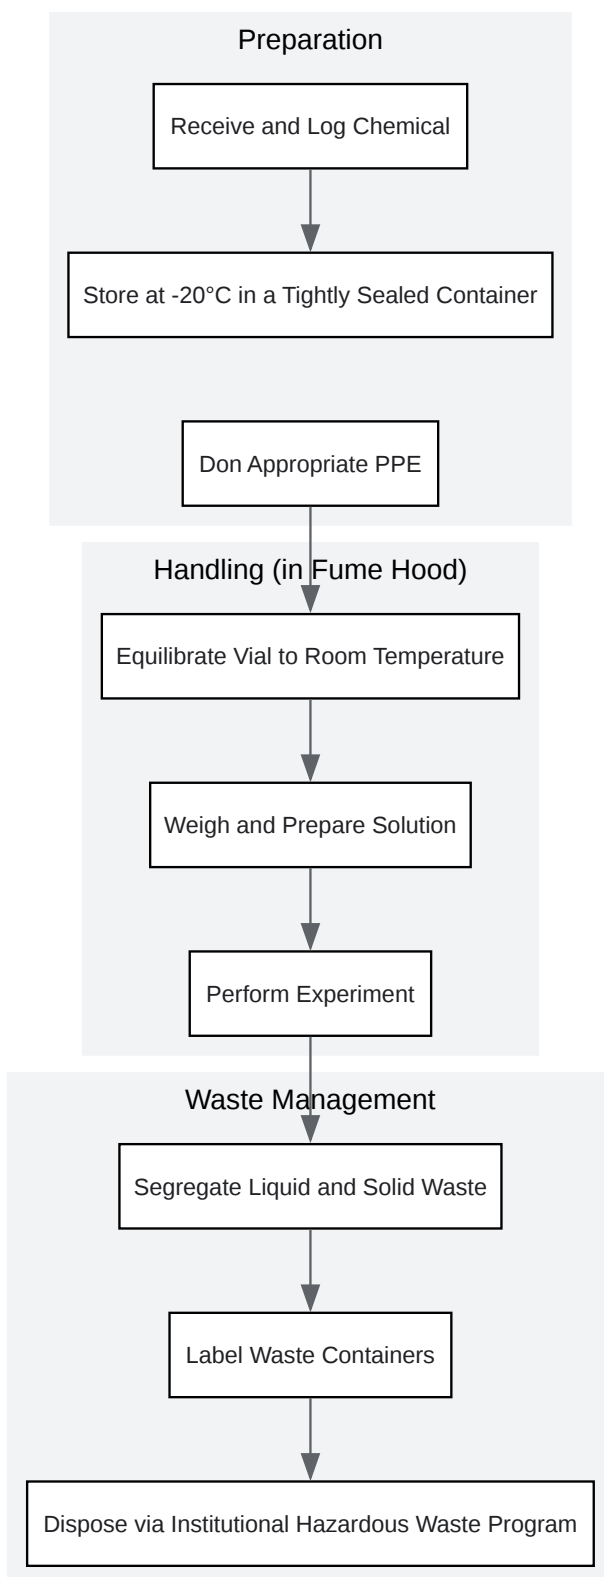 Preparation
Receive and Log Chemical
Store at -20°C in a Tightly Sealed Container
Don Appropriate PPE
Handling (in Fume Hood)
Equilibrate Vial to Room Temperature
Weigh and Prepare Solution
Perform Experiment
Waste Management
Segregate Liquid and Solid Waste
Label Waste Containers
Dispose via Institutional Hazardous Waste Program